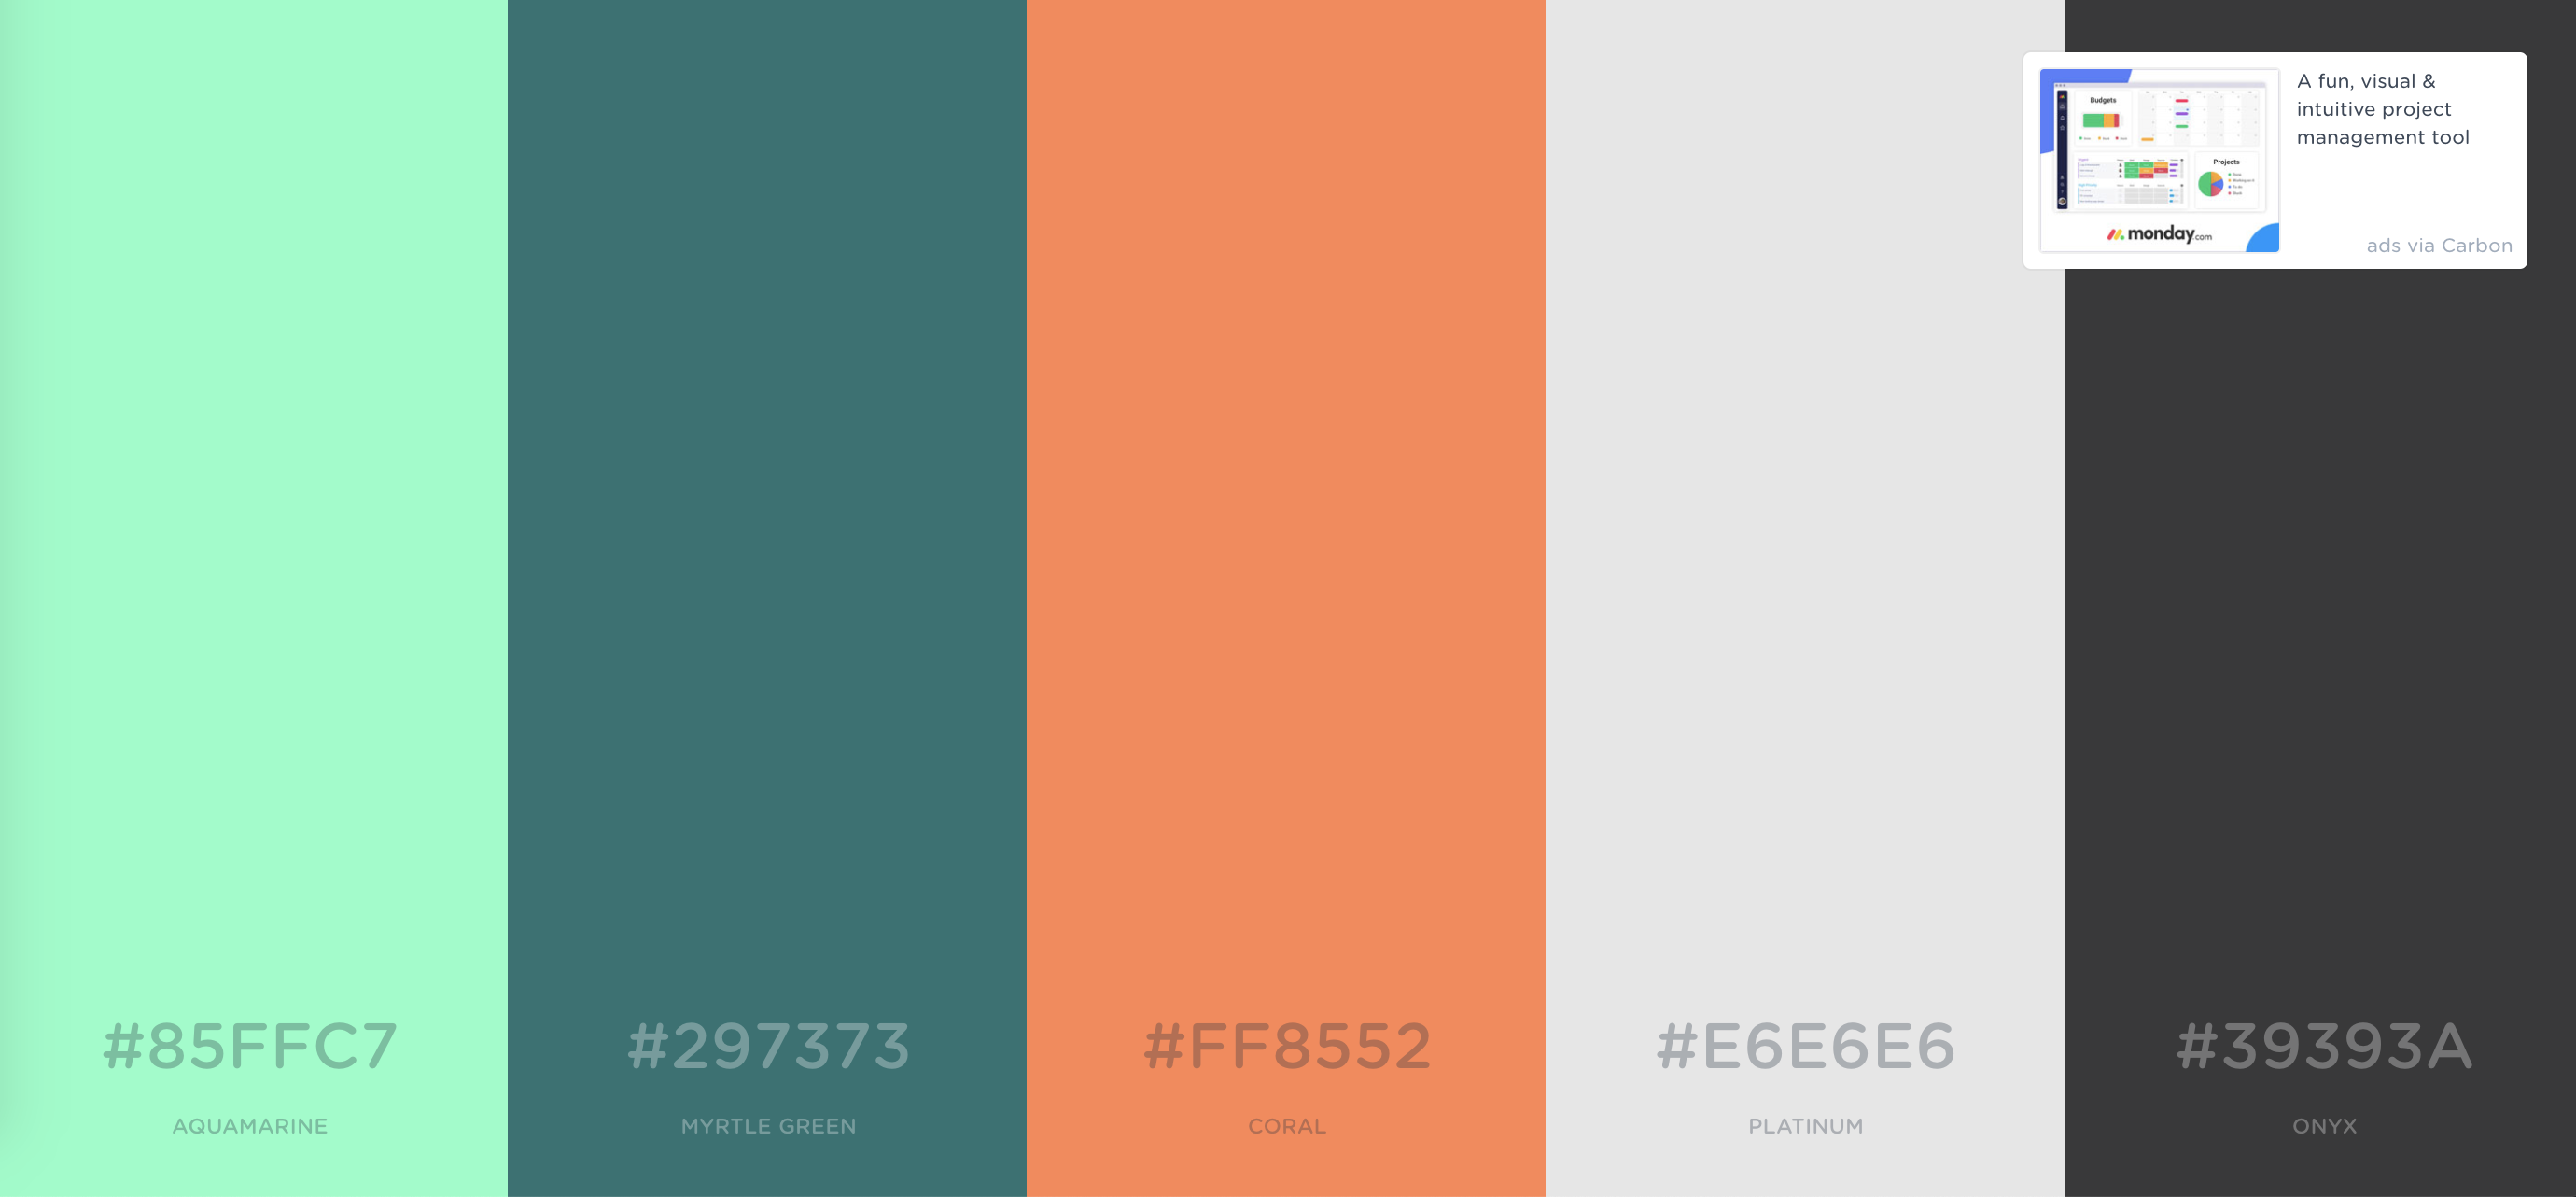 A fun, visual &
intuitive project
management tool
Budgets
Projects
monday.com
ads via Carbon
#85FFC7
AQUAMARINE
#297373
MYRTLE GREEN
#FF8552
CORAL
#E6E6E6
PLATINUM
#39393A
ONYX